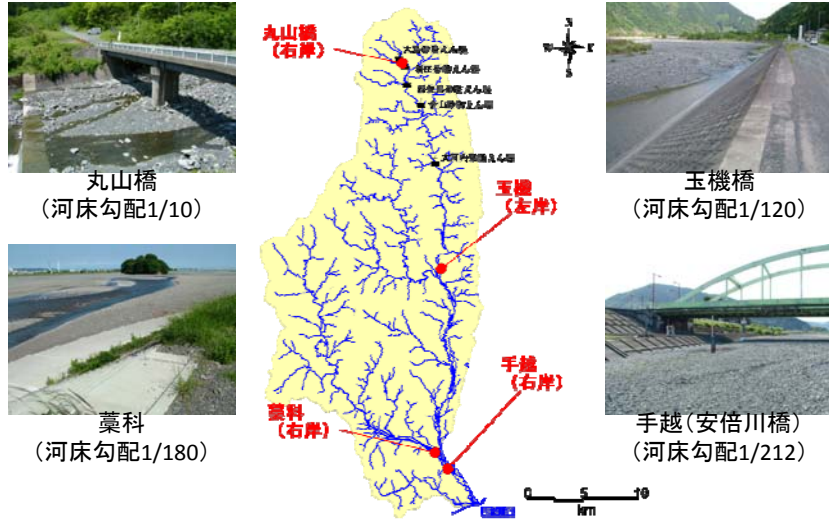 丸山橋
（河床勾配1/10）
藁科
（河床勾配1/180）
丸山橋
（右岸）
玉機
（左岸）
手越
（右岸）
藁科
（右岸）
N
W
E
S
0 5 10
km
玉機橋
（河床勾配1/120）
手越（安倍川橋）
（河床勾配1/212）